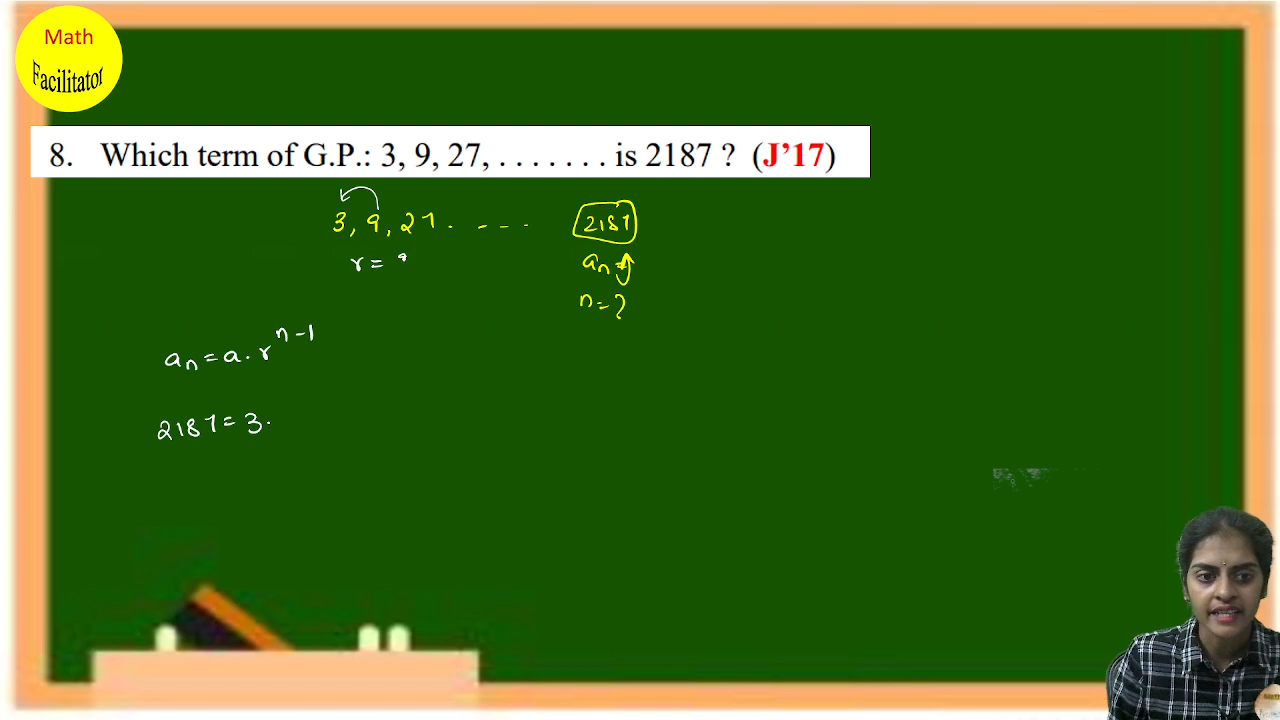 Math
Facilitator
8. Which term of G.P.: 3, 9, 27, . . . . . . . is 2187 ? (J’17)
3, 9, 27. - - - . 2187
r =
aₙ
n = ?
aₙ = a. r^(n-1)
2187 = 3.